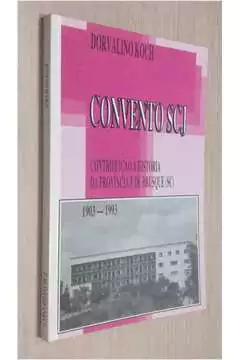 DORVALINO KOCH
CONVENTO SCJ
CONTRIBUIÇÃO À HISTÓRIA
DA PROVÍNCIA E DE BRUSQUE (SC)
1903 — 1993